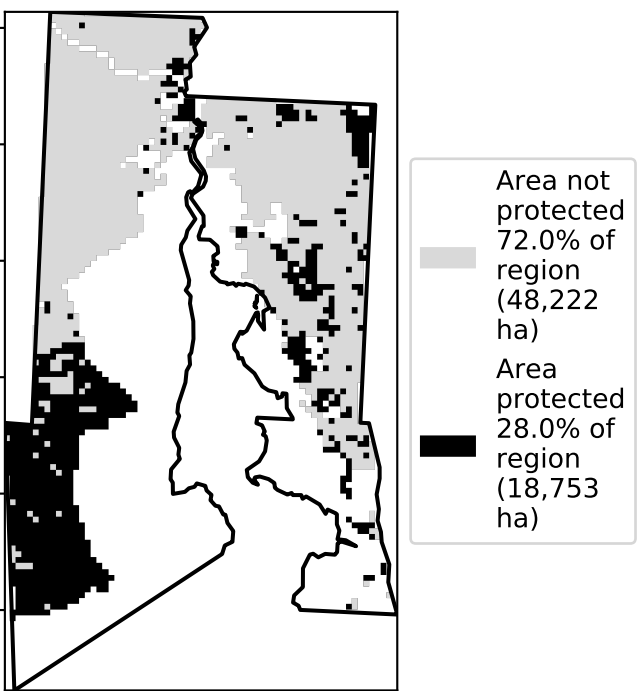 Area not
protected
72.0% of
region
(48,222
ha)
Area
protected
28.0% of
region
(18,753
ha)